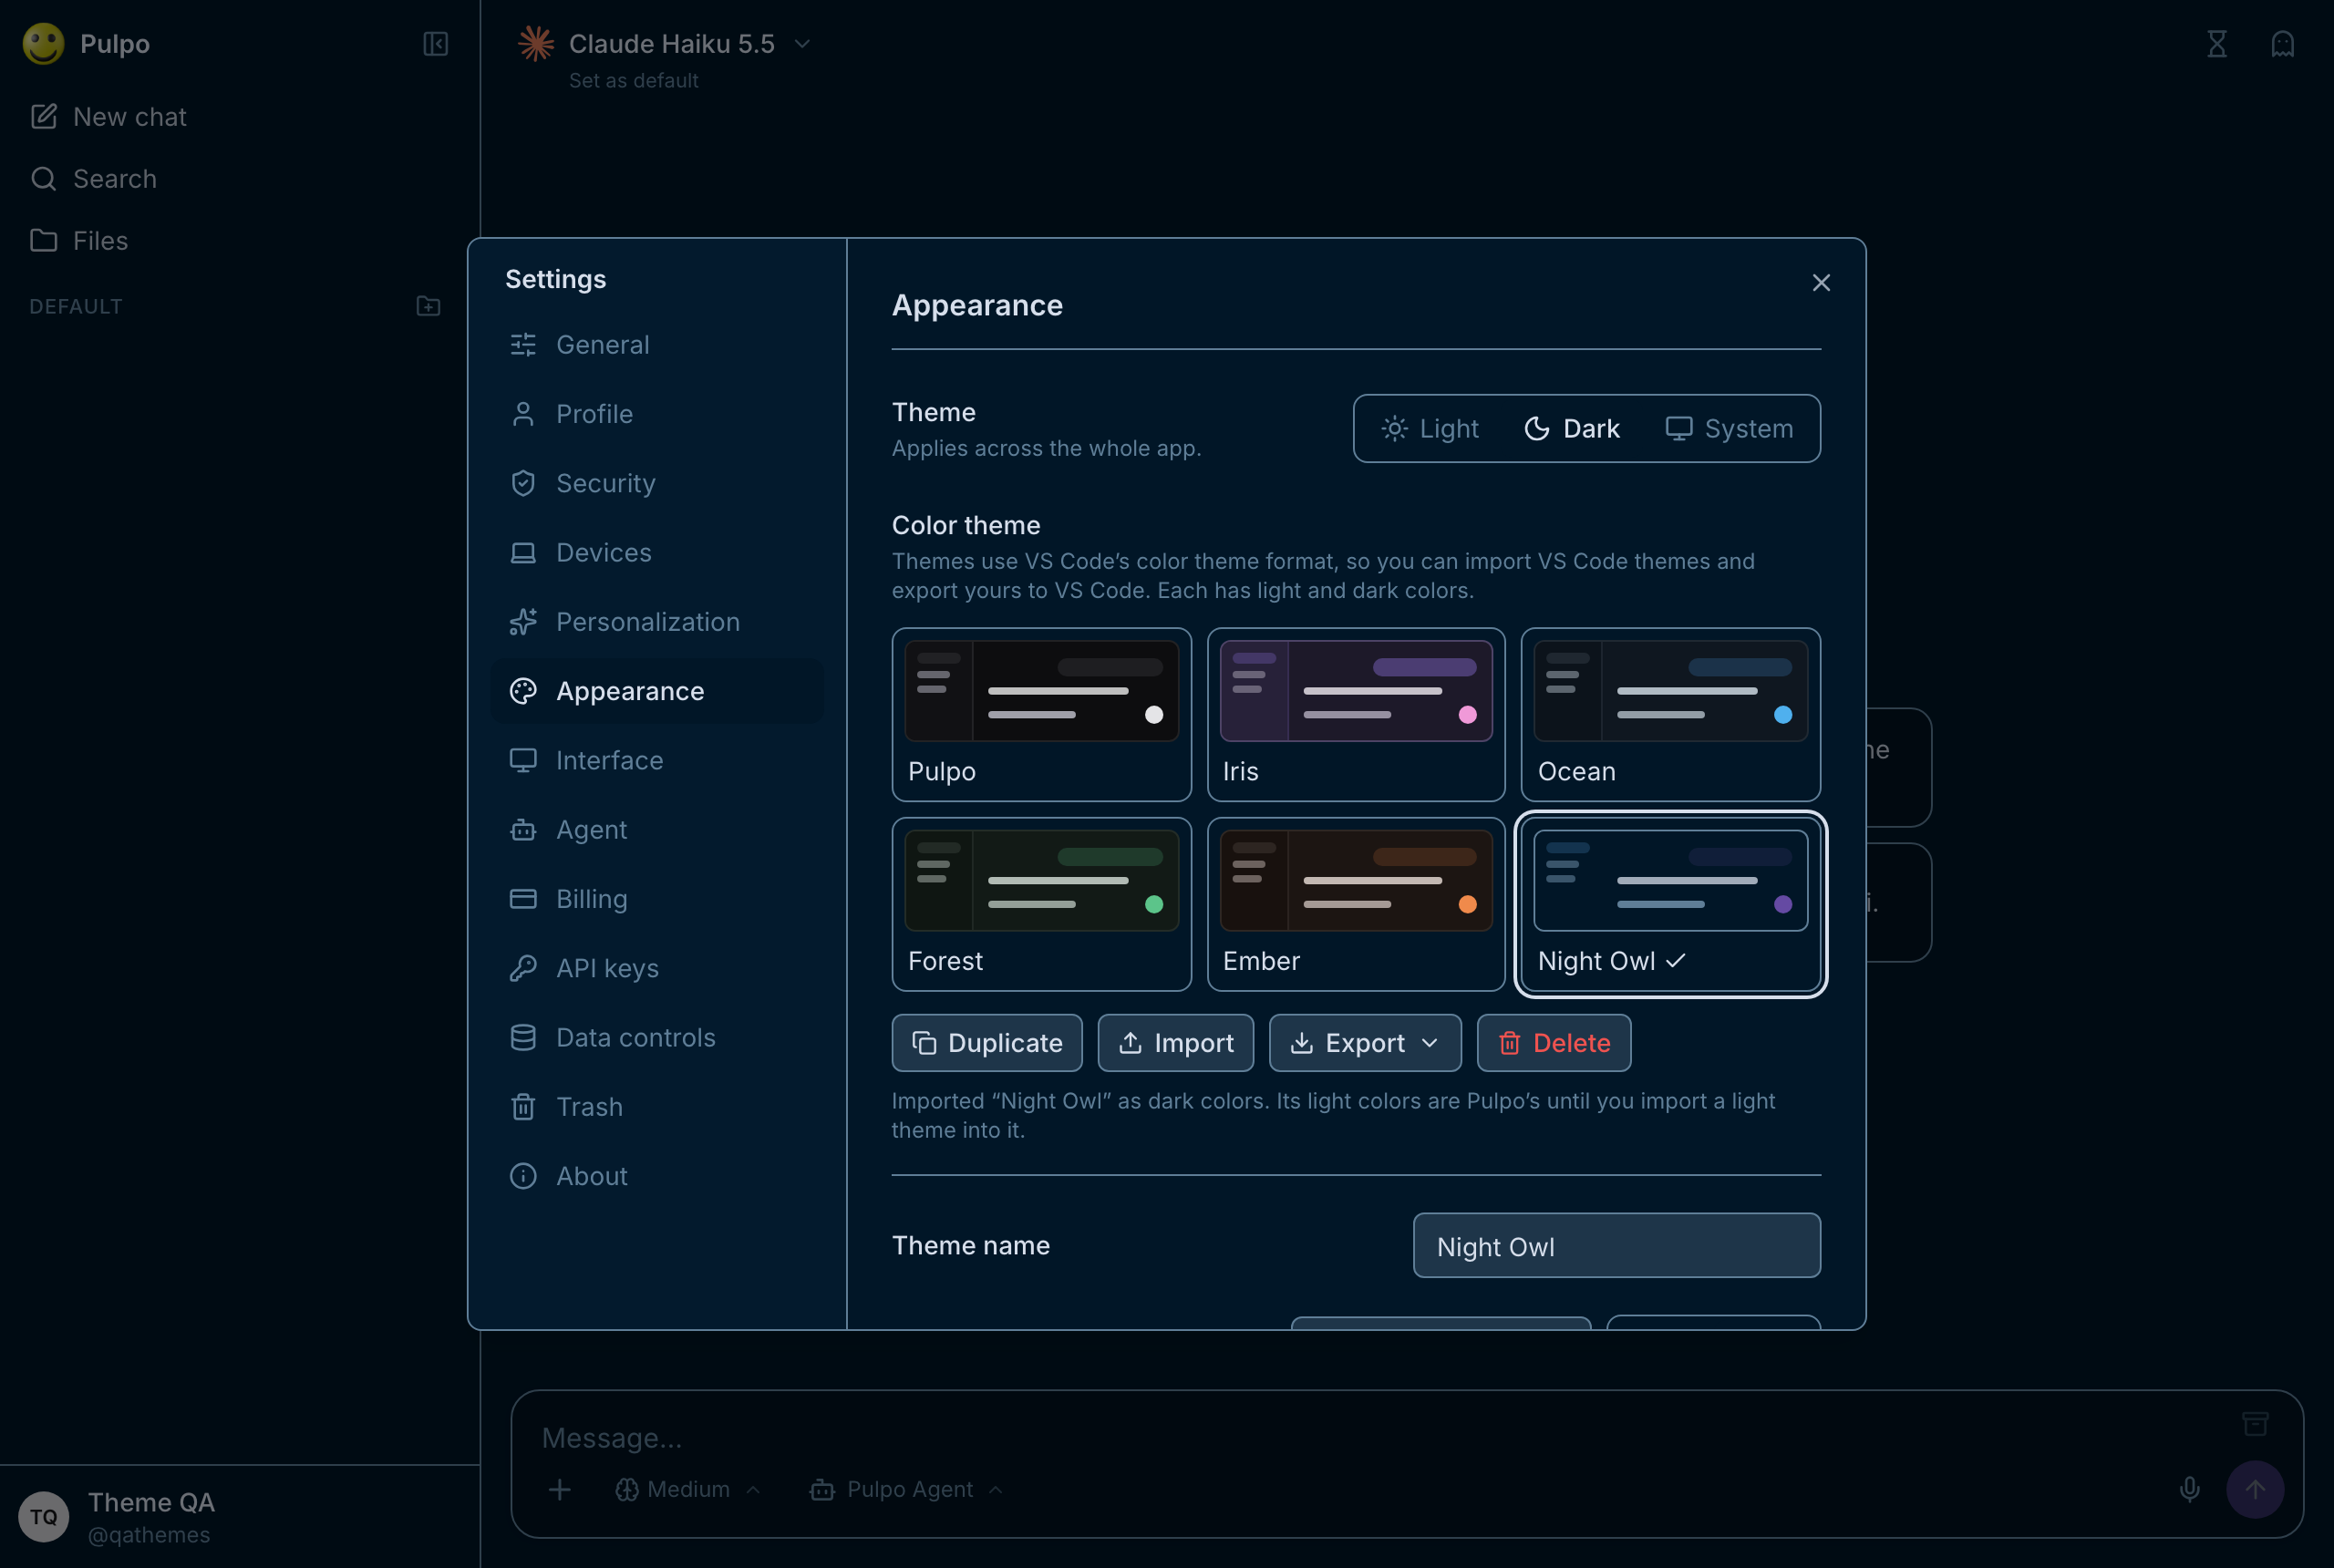 Pulpo
New chat
Search
Files
DEFAULT
Claude Haiku 5.5
Set as default
Settings
General
Profile
Security
Devices
Personalization
Appearance
Interface
Agent
Billing
API keys
Data controls
Trash
About
Appearance
Theme
Applies across the whole app.
Light
Dark
System
Color theme
Themes use VS Code’s color theme format, so you can import VS Code themes and
export yours to VS Code. Each has light and dark colors.
Pulpo
Iris
Ocean
Forest
Ember
Night Owl
Duplicate
Import
Export
Delete
Imported “Night Owl” as dark colors. Its light colors are Pulpo’s until you import a light
theme into it.
Theme name
Night Owl
Message...
Medium
Pulpo Agent
TQ
Theme QA
@qathemes